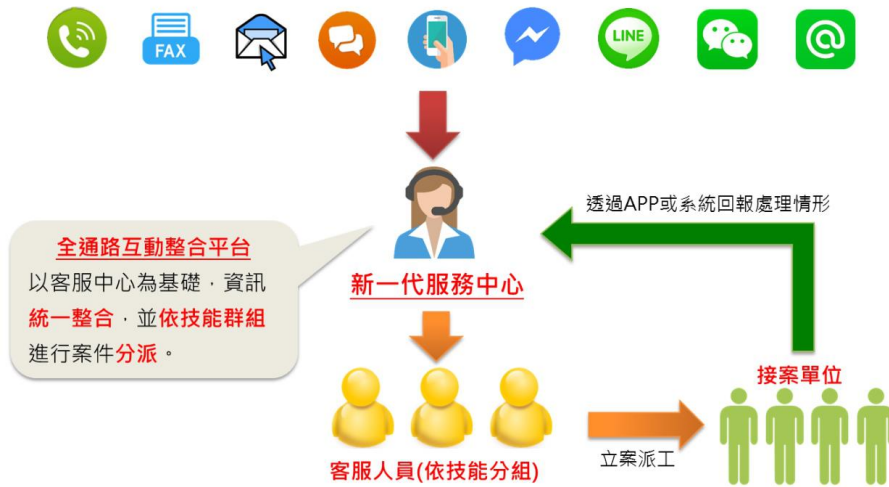 FAX
LINE
@
透過APP或系統回報處理情形
全通路互動整合平台
以客服中心為基礎，資訊
統一整合，並依技能群組
進行案件分派。
新一代服務中心
接案單位
立案派工
客服人員(依技能分組)